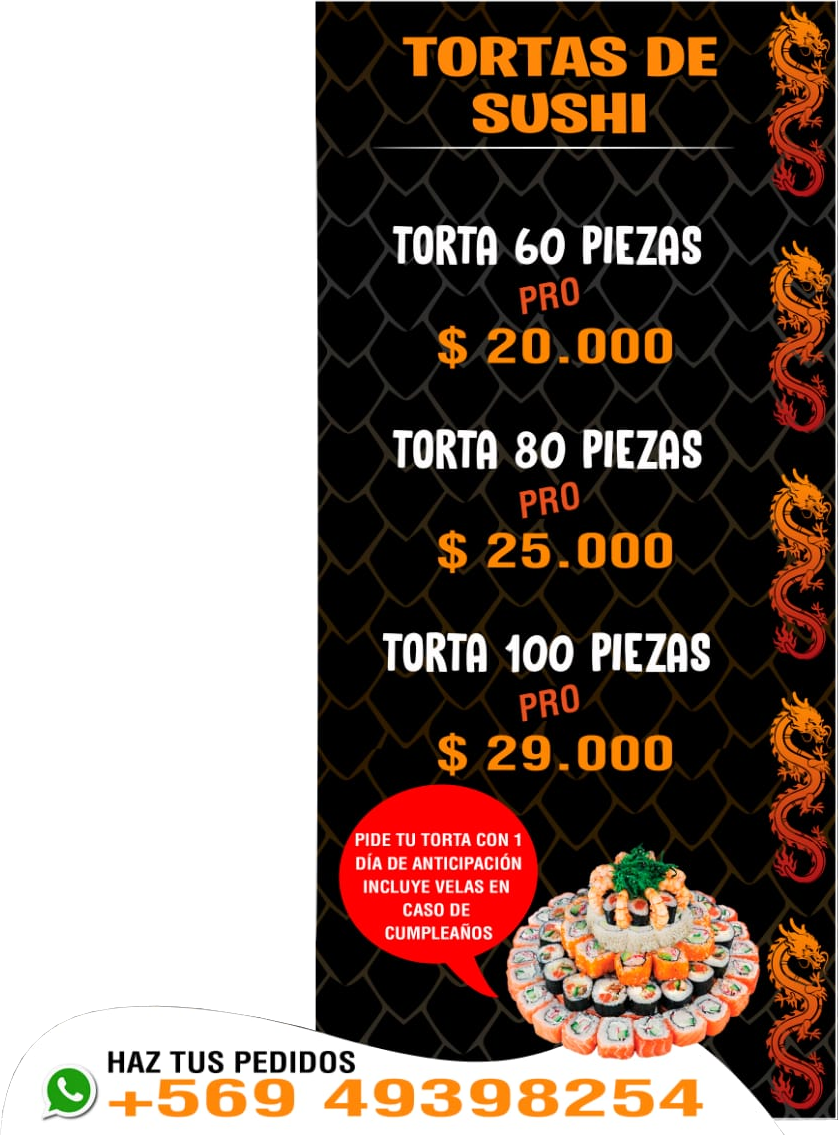 TORTAS DE
SUSHI
TORTA 60 PIEZAS
PRO
$ 20.000
TORTA 80 PIEZAS
PRO
$ 25.000
TORTA 100 PIEZAS
PRO
$ 29.000
PIDE TU TORTA CON 1
DÍA DE ANTICIPACIÓN
INCLUYE VELAS EN
CASO DE
CUMPLEAÑOS
HAZ TUS PEDIDOS
+569 49398254